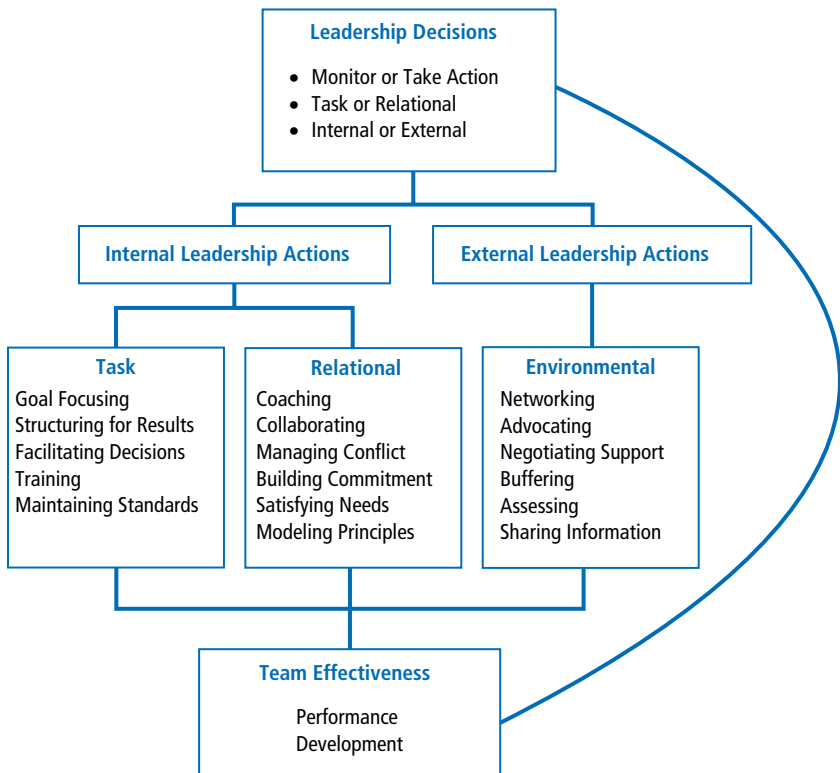 Leadership Decisions
• Monitor or Take Action
• Task or Relational
• Internal or External
Internal Leadership Actions
External Leadership Actions
Task
Goal Focusing
Structuring for Results
Facilitating Decisions
Training
Maintaining Standards
Relational
Coaching
Collaborating
Managing Conflict
Building Commitment
Satisfying Needs
Modeling Principles
Environmental
Networking
Advocating
Negotiating Support
Buffering
Assessing
Sharing Information
Team Effectiveness
Performance
Development